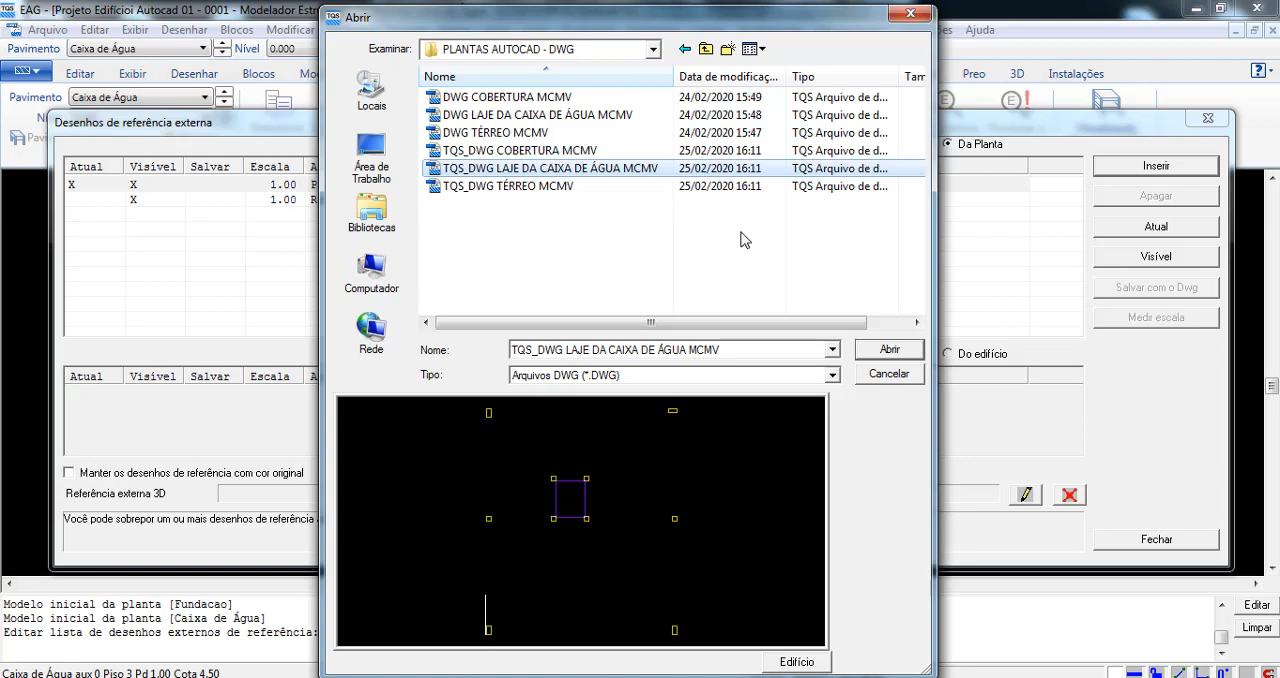 EAG - [Projeto Edificioi Autocad 01 - 0001 - Modelador Estr
Abrir
Arquivo Editar Exibir Desenhar Blocos Modificar
Ajuda
Pavimento Caixa de Água Nível 0.000
Examinar: PLANTAS AUTOCAD - DWG
Editar Exibir Desenhar Blocos
Preo 3D Instalações
Nome Data de modificaç... Tipo Tam
Pavimento Caixa de Água
DWG COBERTURA MCMV 24/02/2020 15:49 TQS Arquivo de d...
DWG LAJE DA CAIXA DE ÁGUA MCMV 24/02/2020 15:48 TQS Arquivo de d...
DWG TÉRREO MCMV 24/02/2020 15:47 TQS Arquivo de d...
TQS_DWG COBERTURA MCMV 25/02/2020 16:11 TQS Arquivo de d...
TQS_DWG LAJE DA CAIXA DE ÁGUA MCMV 25/02/2020 16:11 TQS Arquivo de d...
TQS_DWG TÉRREO MCMV 25/02/2020 16:11 TQS Arquivo de d...
Locais
Área de
Trabalho
Bibliotecas
Computador
Rede
Nome: TQS_DWG LAJE DA CAIXA DE ÁGUA MCMV Abrir
Tipo: Arquivos DWG (*.DWG) Cancelar
Edifício
Desenhos de referência externa
Atual Visível Salvar Escala
X X 1.00
X 1.00
Da Planta
Inserir
Apagar
Atual
Visível
Salvar com o Dwg
Medir escala
Do edifício
Atual Visível Salvar Escala
Manter os desenhos de referência com cor original
Referência externa 3D
Você pode sobrepor um ou mais desenhos de referência
Fechar
Modelo inicial da planta [Fundacao]
Modelo inicial da planta [Caixa de Água]
Editar lista de desenhos externos de referência:
Editar
Limpar
Caixa de Água aux 0 Piso 3 Pd 1.00 Cota 4.50